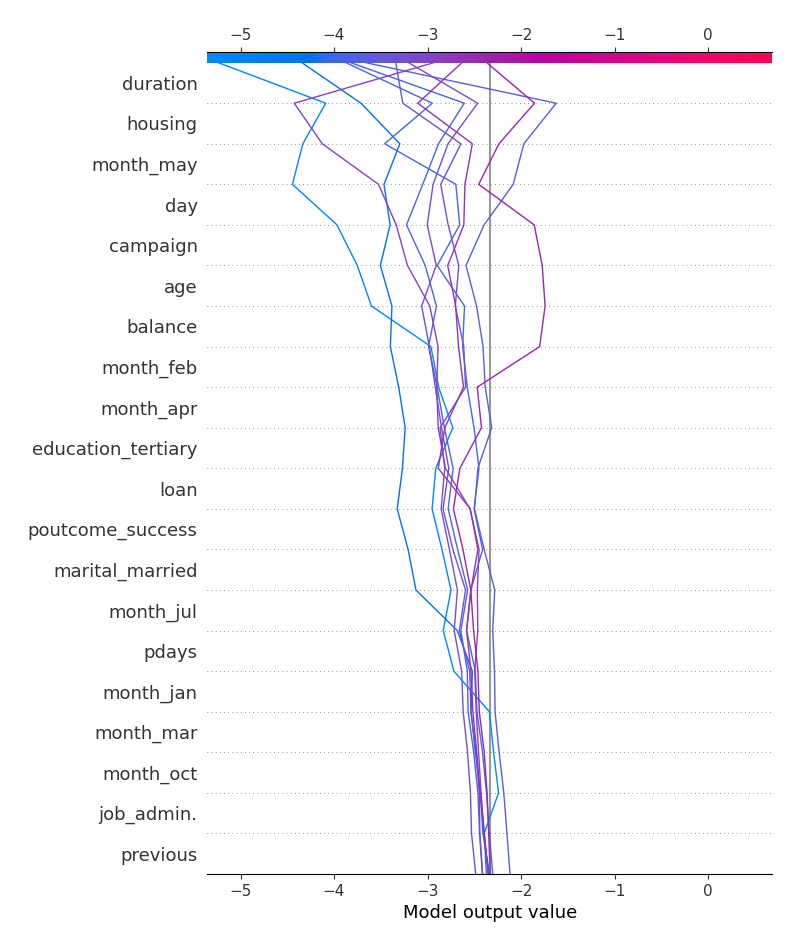 −5 −4 −3 −2 −1 0
duration
housing
month_may
day
campaign
age
balance
month_feb
month_apr
education_tertiary
loan
poutcome_success
marital_married
month_jul
pdays
month_jan
month_mar
month_oct
job_admin.
previous
−5 −4 −3 −2 −1 0
Model output value